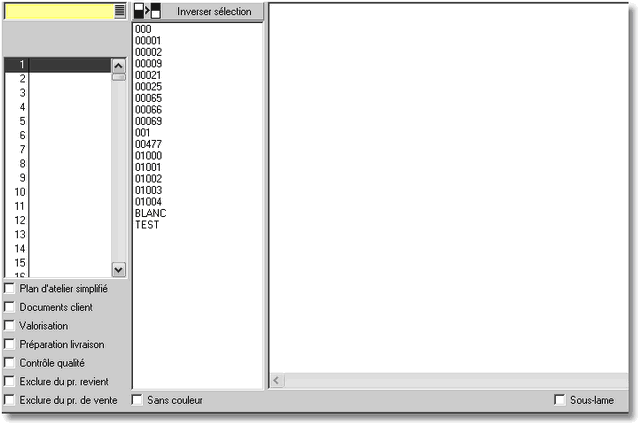 Inverser sélection
1
2
3
4
5
6
7
8
9
10
11
12
13
14
15
16
000
00001
00002
00009
00021
00025
00065
00066
00069
001
00477
01000
01001
01002
01003
01004
BLANC
TEST
Plan d'atelier simplifié
Documents client
Valorisation
Préparation livraison
Contrôle qualité
Exclure du pr. revient
Exclure du pr. de vente
Sans couleur
Sous-lame